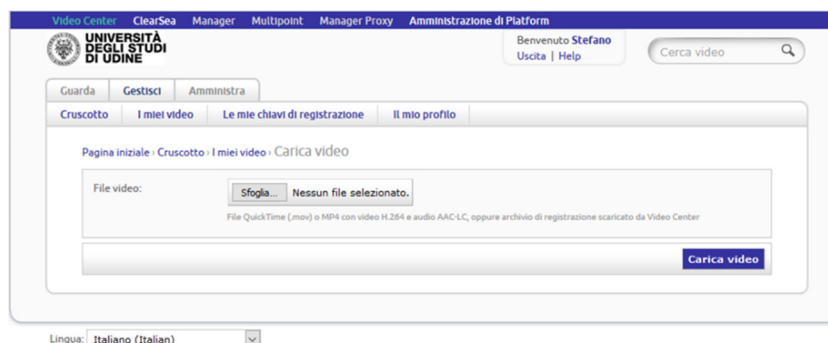 Video Center ClearSea Manager Multipoint Manager Proxy Amministrazione di Platform
UNIVERSITÀ
DEGLI STUDI
DI UDINE
Benvenuto Stefano
Uscita | Help
Cerca video
Guarda Gestisci Amministra
Cruscotto I miei video Le mie chiavi di registrazione Il mio profilo
Pagina iniziale › Cruscotto › I miei video › Carica video
File video: Sfoglia... Nessun file selezionato.
File QuickTime (.mov) o MP4 con video H.264 e audio AAC-LC, oppure archivio di registrazione scaricato da Video Center
Carica video
Lingua: Italiano (Italian)